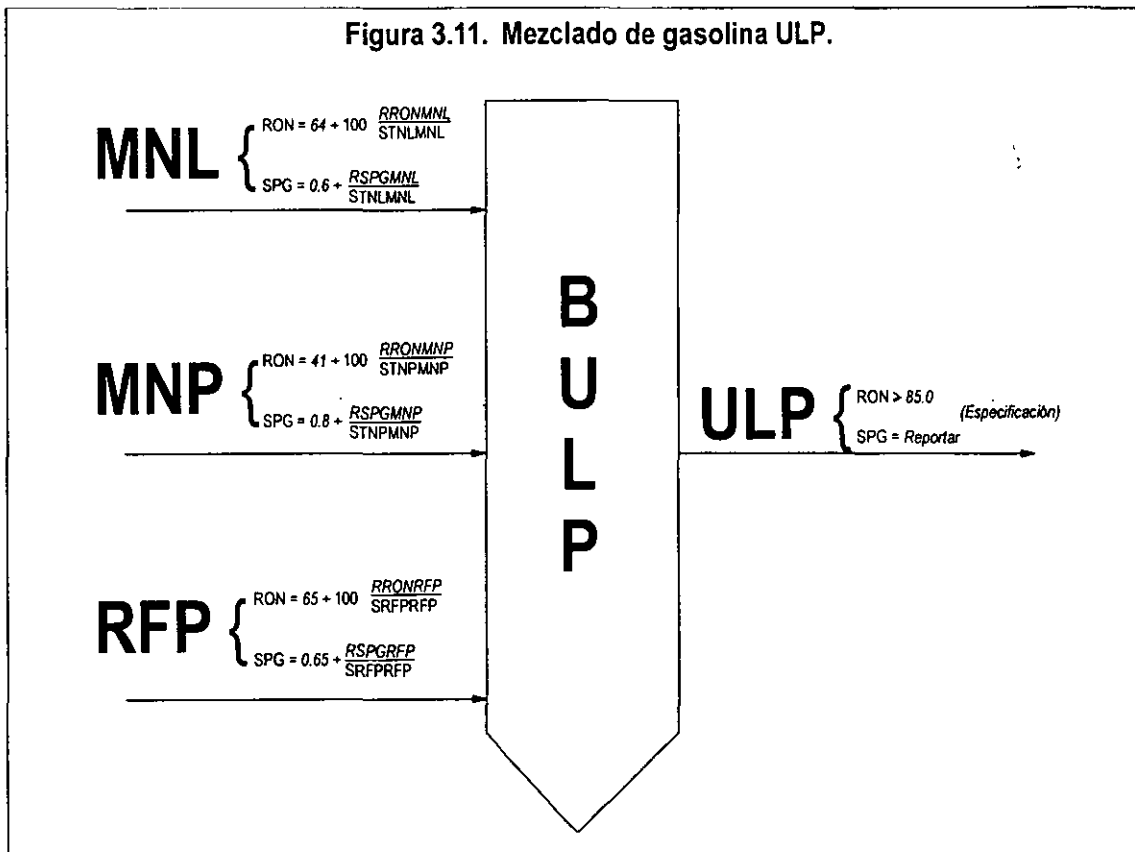 Figura 3.11. Mezclado de gasolina ULP.
MNL
RON = 64 + 100 RRONMNL / STNLMNL
SPG = 0.6 + RSPGMNL / STNLMNL
MNP
RON = 41 + 100 RRONMNP / STNPMNP
SPG = 0.8 + RSPGMNP / STNPMNP
RFP
RON = 65 + 100 RRONRFP / SRFPRFP
SPG = 0.65 + RSPGRFP / SRFPRFP
B
U
L
P
ULP
RON > 85.0
(Especificación)
SPG = Reportar